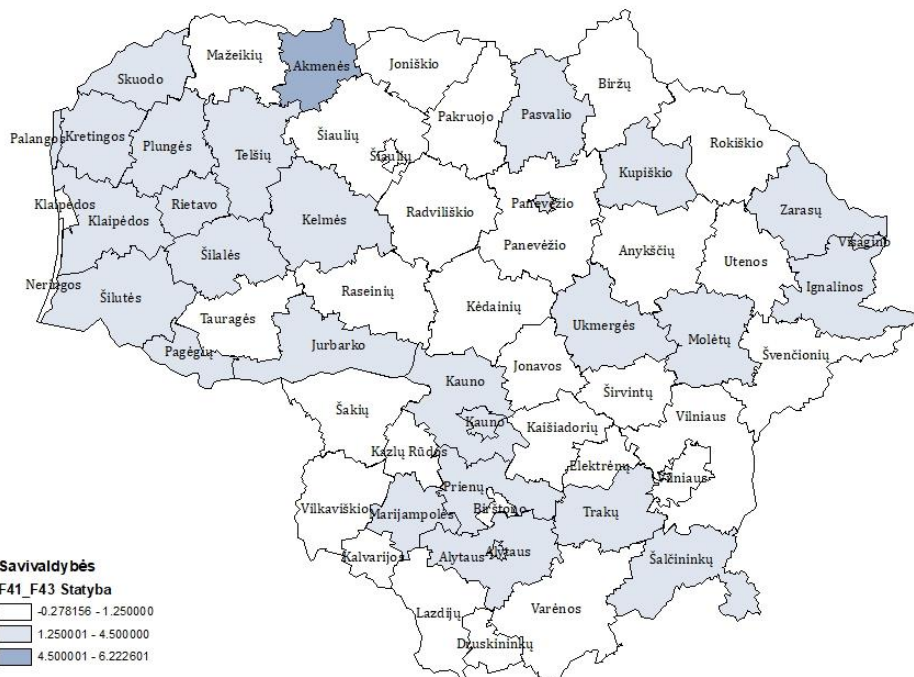 Mažeikių
Akmenės
Joniškio
Skuodo
Biržų
Pakruojo
Pasvalio
Palangos
Kretingos
Plungės
Telšių
Šiaulių
Šiaulių
Rokiškio
Kupiškio
Klaipėdos
Klaipėdos
Rietavo
Kelmės
Radviliškio
Panevėžio
Panevėžio
Anykščių
Zarasų
Visagino
Utenos
Ignalinos
Neringos
Šilutės
Šilalės
Raseinių
Kėdainių
Tauragės
Ukmergės
Molėtų
Švenčionių
Pagėgių
Jurbarko
Jonavos
Kauno
Širvintų
Šakių
Kauno
Kaišiadorių
Vilniaus
Kazlų Rūdos
Elektrėnų
Vilniaus
Prienų
Vilkaviškio
Marijampolės
Birštono
Trakų
Kalvarijos
Alytaus
Alytaus
Šalčininkų
Lazdijų
Varėnos
Druskininkų
Savivaldybės
F41_F43 Statyba
-0.278156 - 1.250000
1.250001 - 4.500000
4.500001 - 6.222601